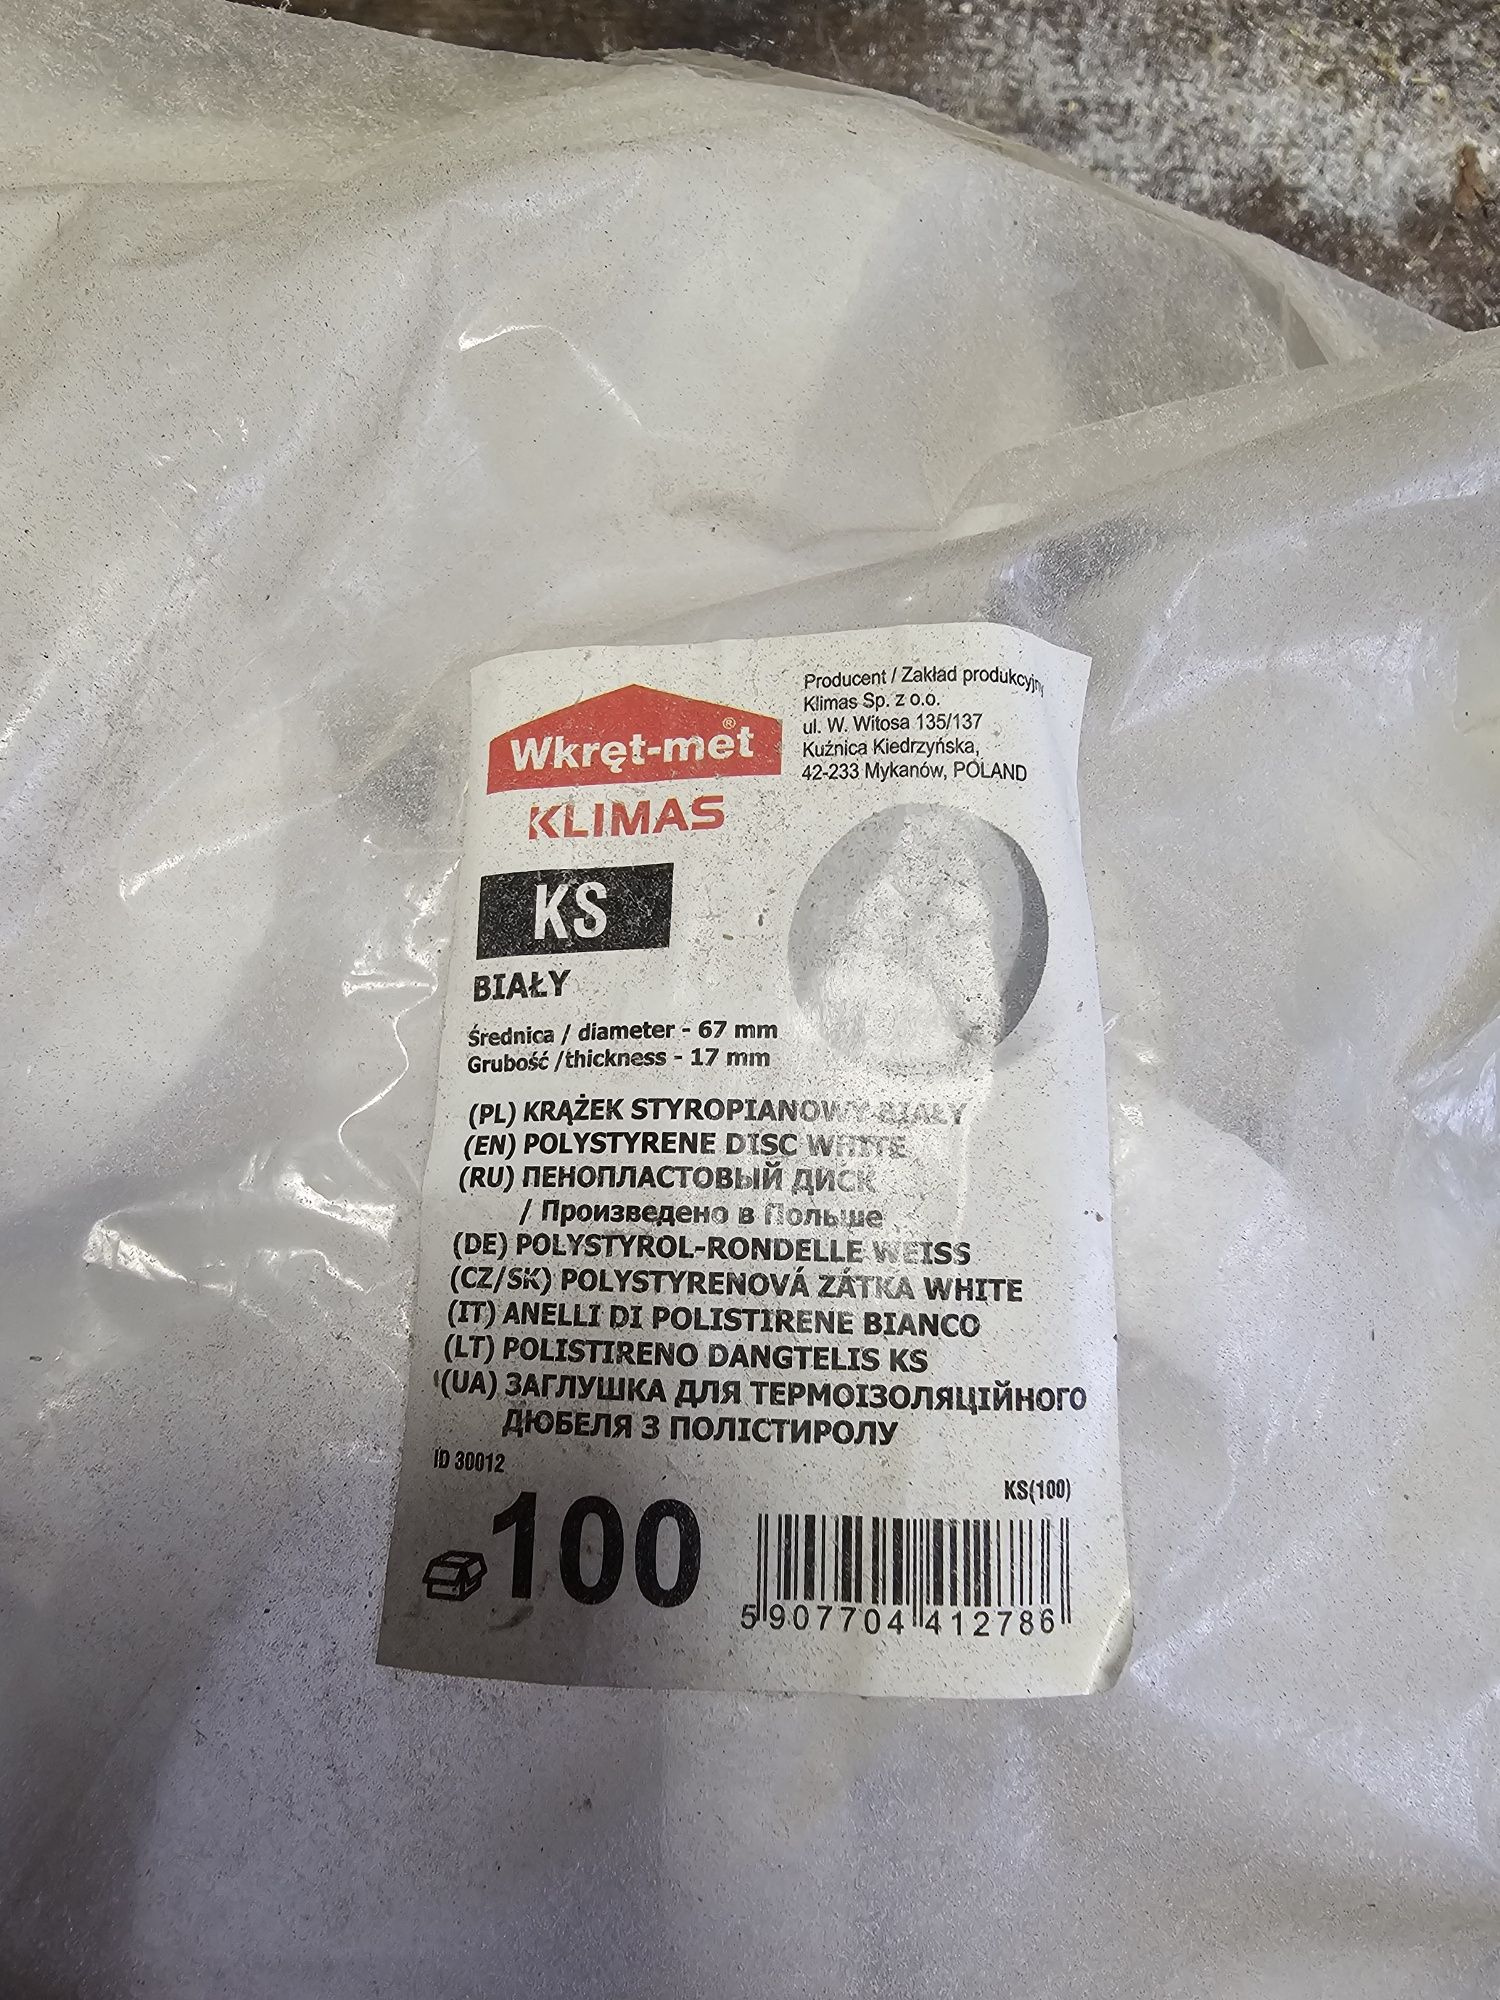 Wkręt-met®
KLIMAS
Producent / Zakład produkcyjny
Klimas Sp. z o.o.
ul. W. Witosa 135/137
Kuźnica Kiedrzyńska,
42-233 Mykanów, POLAND
KS
BIAŁY
Średnica / diameter - 67 mm
Grubość /thickness - 17 mm
(PL) KRĄŻEK STYROPIANOWY BIAŁY
(EN) POLYSTYRENE DISC WHITE
(RU) ПЕНОПЛАСТОВЫЙ ДИСК
/ Произведено в Польше
(DE) POLYSTYROL-RONDELLE WEISS
(CZ/SK) POLYSTYRENOVÁ ZÁTKA WHITE
(IT) ANELLI DI POLISTIRENE BIANCO
(LT) POLISTIRENO DANGTELIS KS
(UA) ЗАГЛУШКА ДЛЯ ТЕРМОІЗОЛЯЦІЙНОГО
ДЮБЕЛЯ З ПОЛІСТИРОЛУ
ID 30012
KS(100)
100
5907704412786